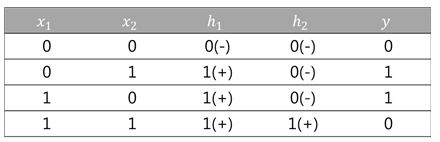 x₁ x₂ h₁ h₂ y
0 0 0(-) 0(-) 0
0 1 1(+) 0(-) 1
1 0 1(+) 0(-) 1
1 1 1(+) 1(+) 0